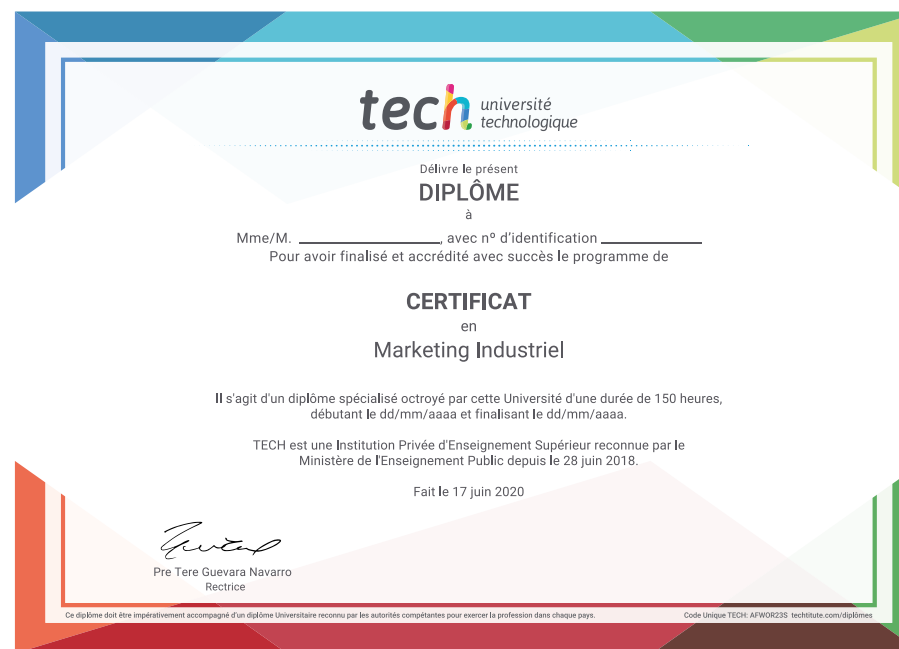 tech université
technologique
Délivre le présent
DIPLÔME
à
Mme/M. ____________________, avec nº d'identification ______________
Pour avoir finalisé et accrédité avec succès le programme de
CERTIFICAT
en
Marketing Industriel
Il s'agit d'un diplôme spécialisé octroyé par cette Université d'une durée de 150 heures,
débutant le dd/mm/aaaa et finalisant le dd/mm/aaaa.
TECH est une Institution Privée d'Enseignement Supérieur reconnue par le
Ministère de l'Enseignement Public depuis le 28 juin 2018.
Fait le 17 juin 2020
Pre Tere Guevara Navarro
Rectrice
Ce diplôme doit être impérativement accompagné d'un diplôme Universitaire reconnu par les autorités compétantes pour exercer la profession dans chaque pays.
Code Unique TECH: AFWOR23S techtitute.com/diplômes